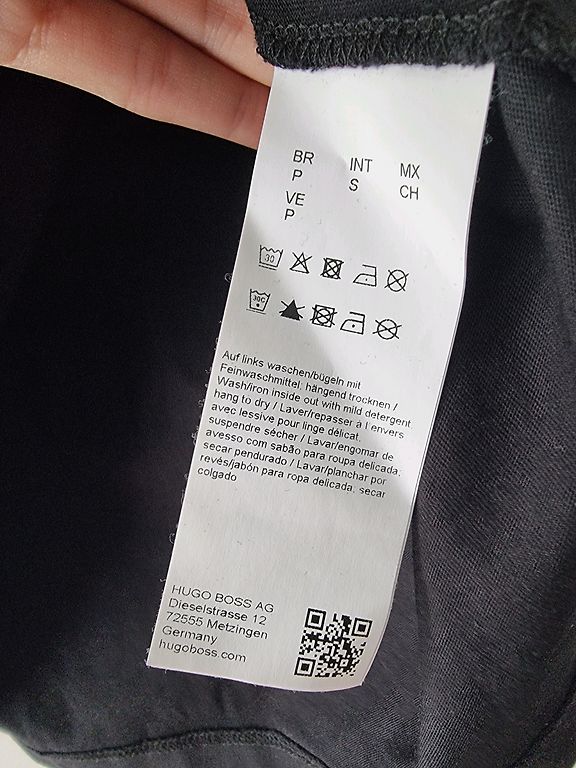 BR INT MX
P S CH
VE
P
30
30C
Auf links waschen/bügeln mit
Feinwaschmittel; hängend trocknen /
Wash/iron inside out with mild detergent
hang to dry / Laver/repasser à l'envers
avec lessive pour linge délicat,
suspendre sécher / Lavar/engomar de
avesso com sabão para roupa delicada,
secar pendurado / Lavar/planchar por
revés/jabón para ropa delicada, secar
colgado
HUGO BOSS AG
Dieselstrasse 12
72555 Metzingen
Germany
hugoboss.com